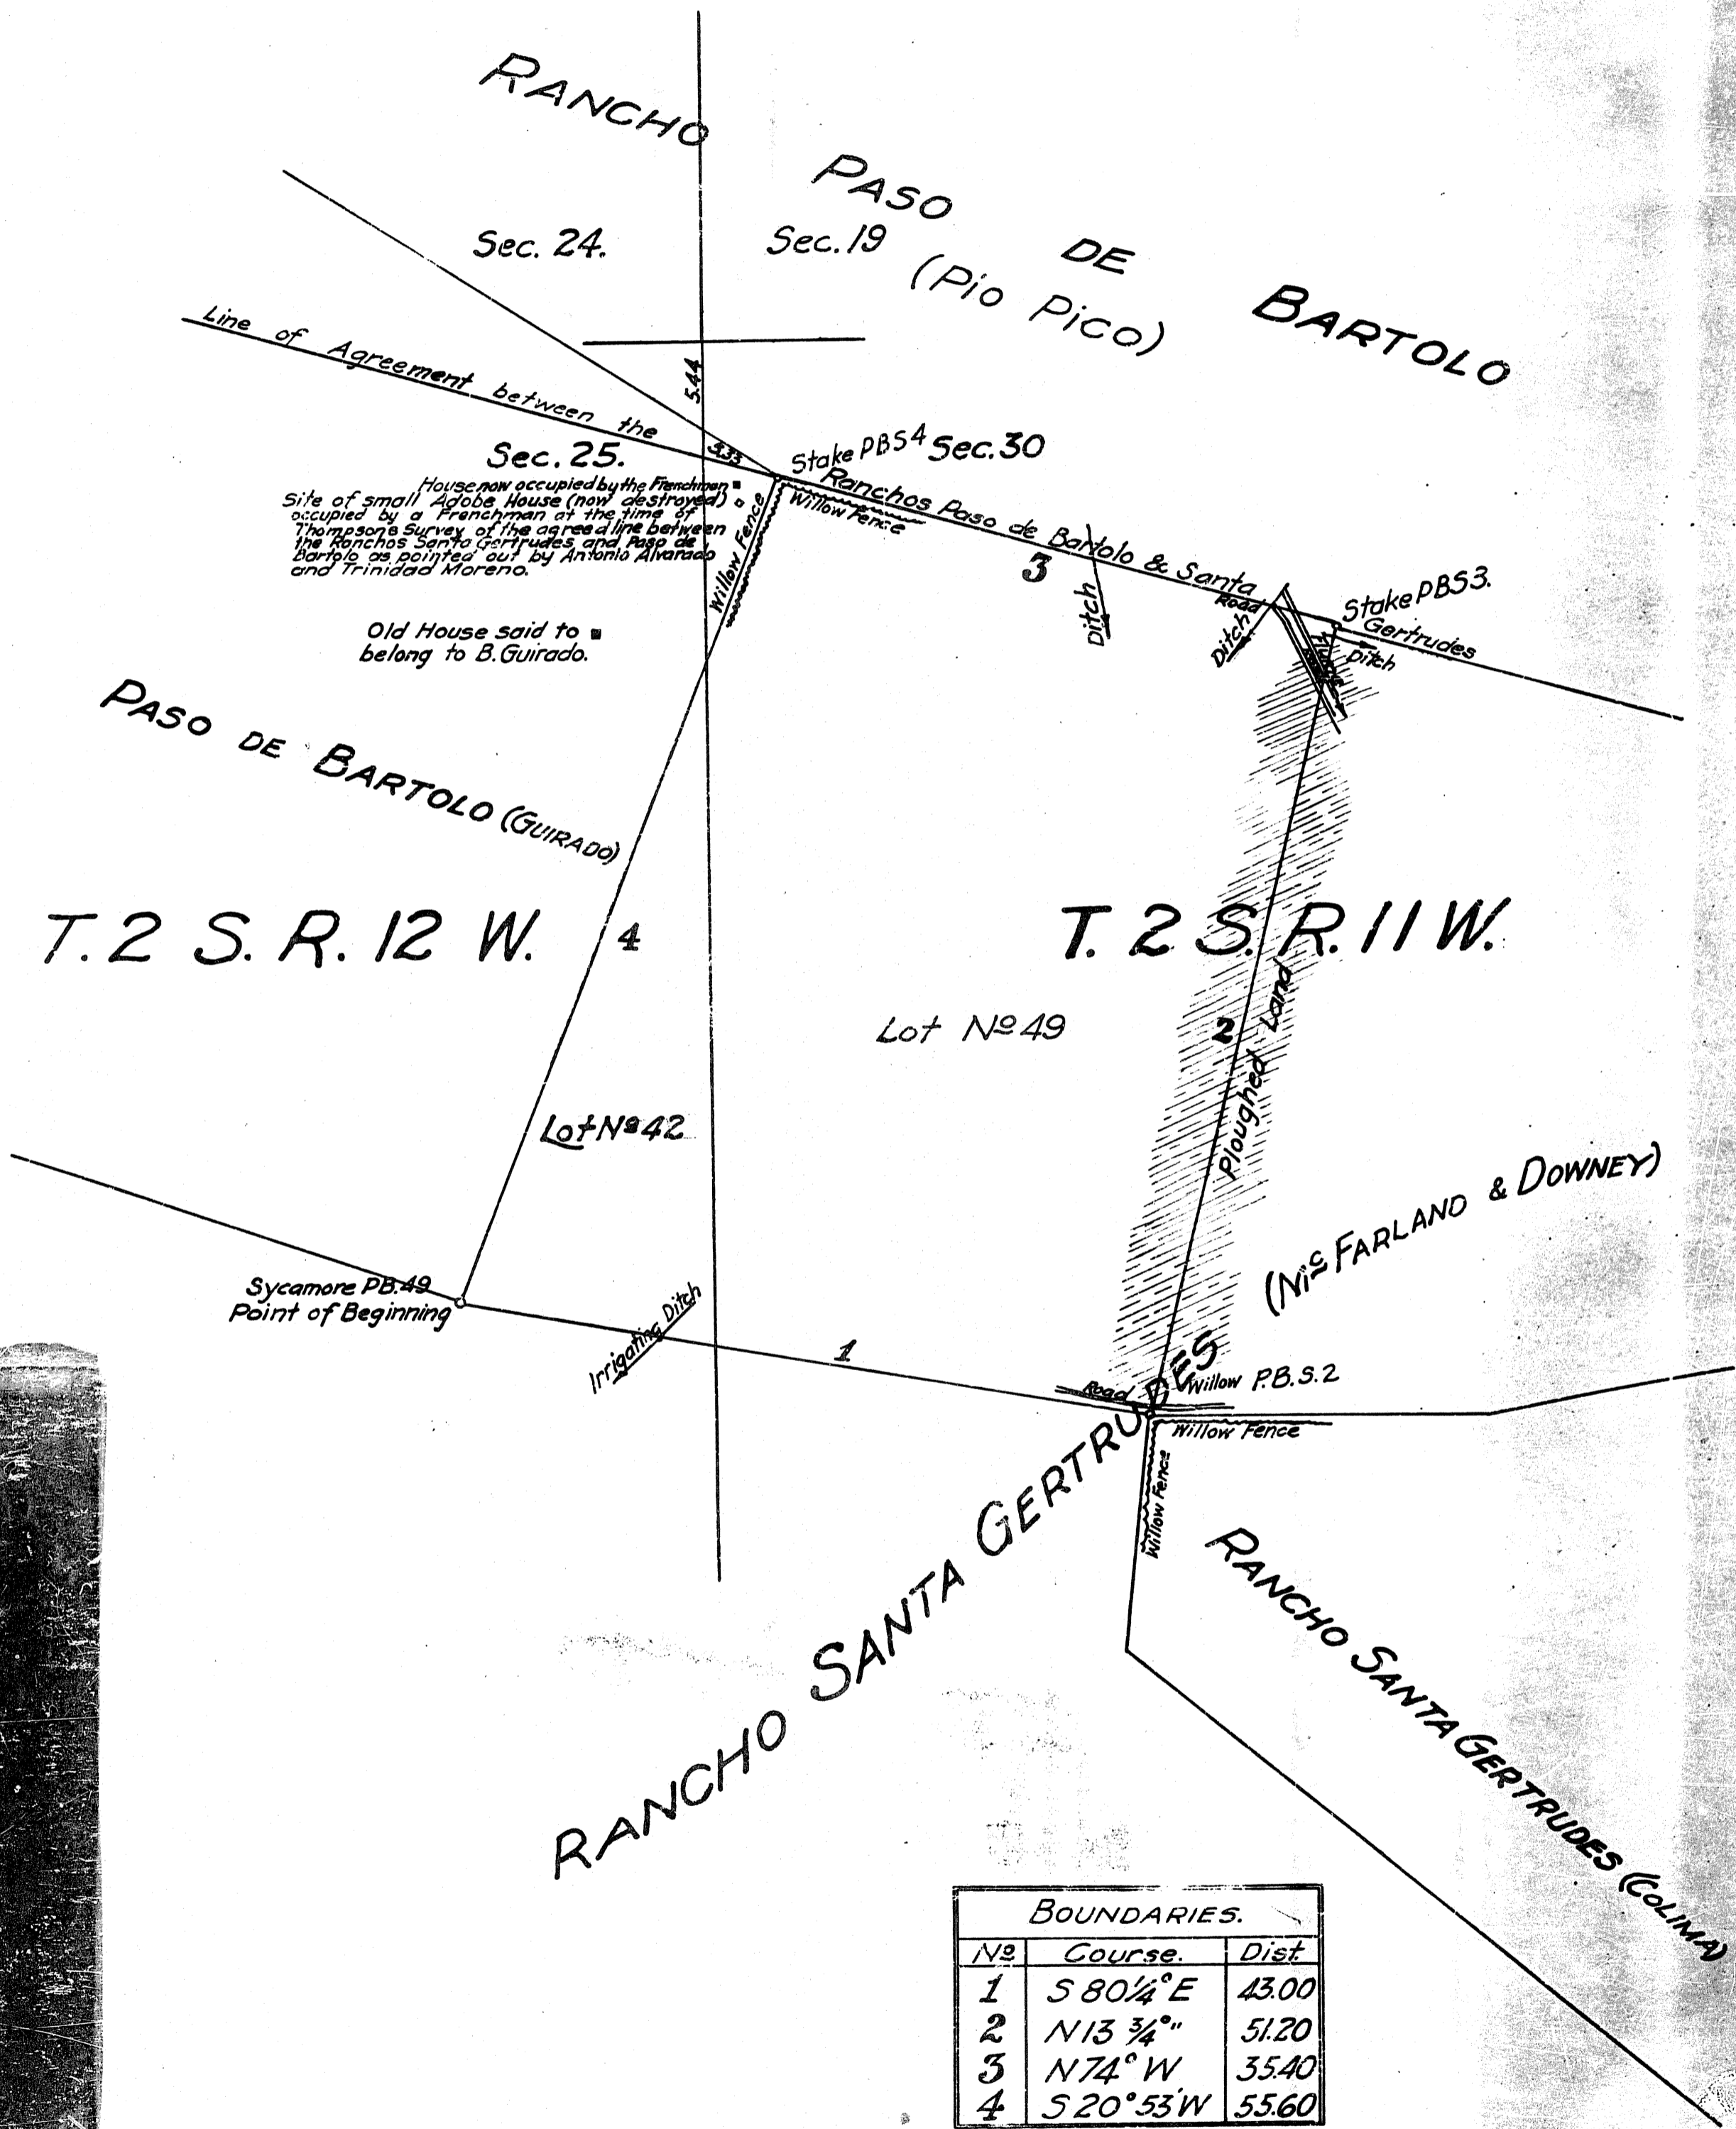 RANCHO PASO DE BARTOLO
(Pio Pico)
Sec. 24.
Sec. 19
5.44
Line of Agreement between the
Ranchos Paso de Bartolo & Santa Gertrudes
5.33
Sec. 25.
Stake PBS4
Sec. 30
House now occupied by the Frenchman
Site of small Adobe House (now destroyed)
occupied by a Frenchman at the time of
Thompsons Survey of the agreed line between
the Ranchos Santa Gertrudes and Paso de
Bartolo as pointed out by Antonio Alvarado
and Trinidad Moreno.
Willow Fence
Willow Fence
3
Ditch
Road
Ditch
Stake PBS3.
Ditch
Old House said to
belong to B. Guirado.
PASO DE BARTOLO (GUIRADO)
T. 2 S. R. 12 W.
4
T. 2 S. R. 11 W.
Lot Nº 49
2
Ploughed Land
Lot Nº 42
(Mc FARLAND & DOWNEY)
Sycamore PB.49
Point of Beginning
Irrigating Ditch
1
Road
Willow P.B.S.2
Willow Fence
Willow Fence
RANCHO SANTA GERTRUDES
RANCHO SANTA GERTRUDES (COLIMA)
BOUNDARIES.
Nº Course. Dist.
1 S 80¼° E 43.00
2 N 13 ¾° " 51.20
3 N 74° W 35.40
4 S 20° 53' W 55.60